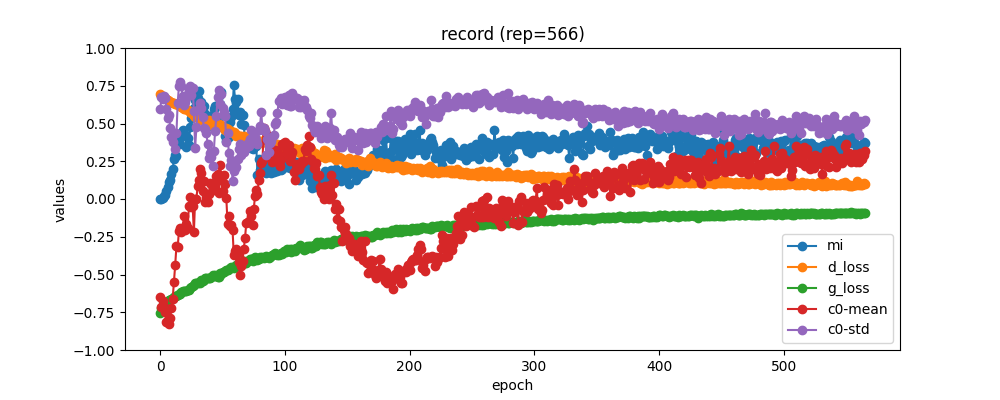 record (rep=566)
1.00
0.75
0.50
0.25
0.00
−0.25
−0.50
−0.75
−1.00
values
0 100 200 300 400 500
epoch
mi
d_loss
g_loss
c0-mean
c0-std